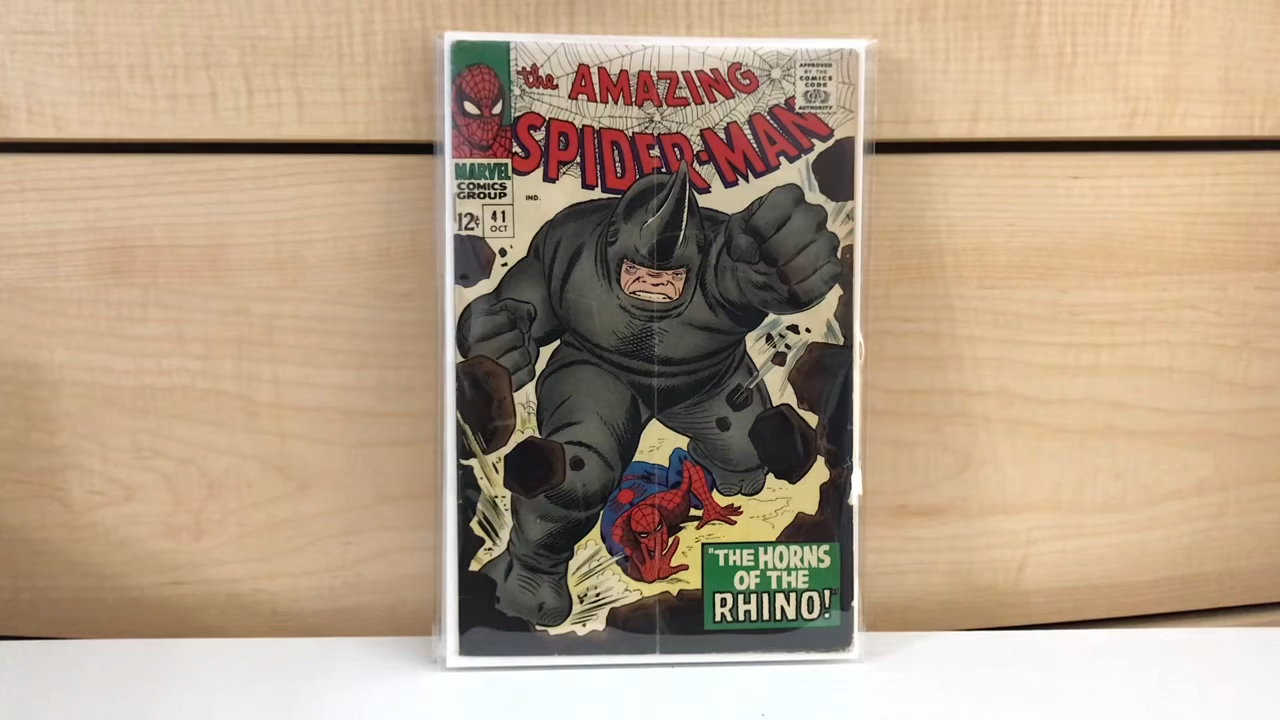 the AMAZING
SPIDER-MAN
APPROVED
BY THE
COMICS
CODE
AUTHORITY
MARVEL
COMICS
GROUP
IND.
12¢
41
OCT
"THE HORNS
OF THE
RHINO!"